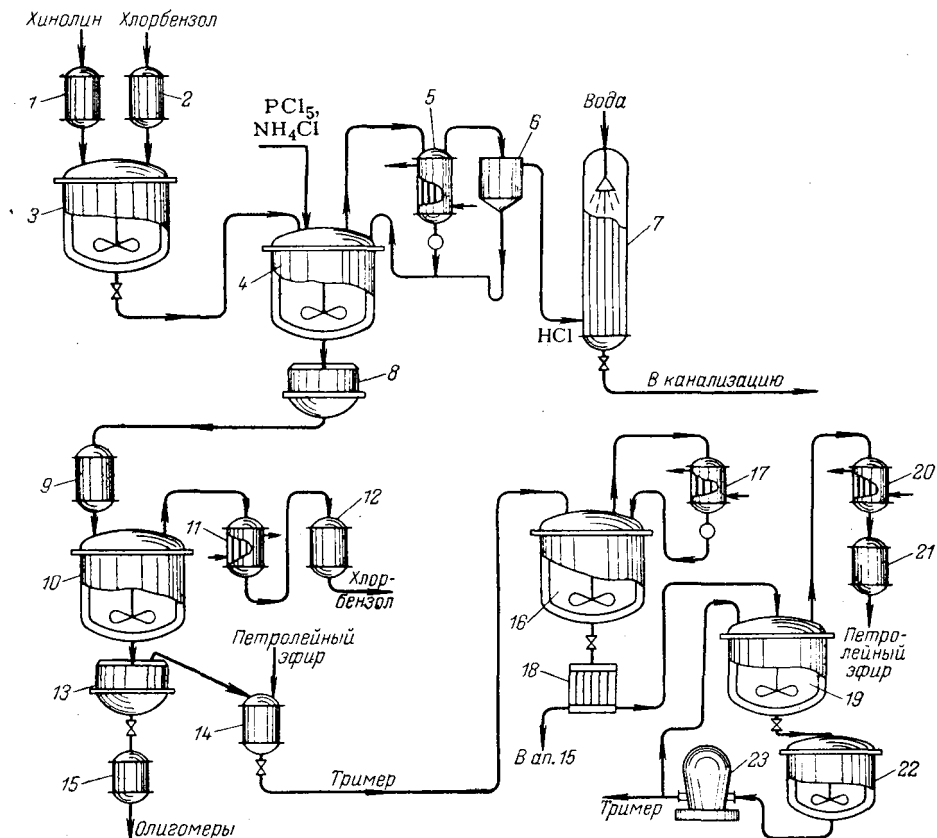 Хинолин
Хлорбензол
1
2
3
PCl₅,
NH₄Cl
4
5
6
Вода
7
HCl
В канализацию
8
9
10
11
12
Хлор-
бензол
13
Петролейный
эфир
14
15
Олигомеры
Тример
16
17
18
В ап. 15
19
20
21
Петро-
лейный
эфир
22
23
Тример